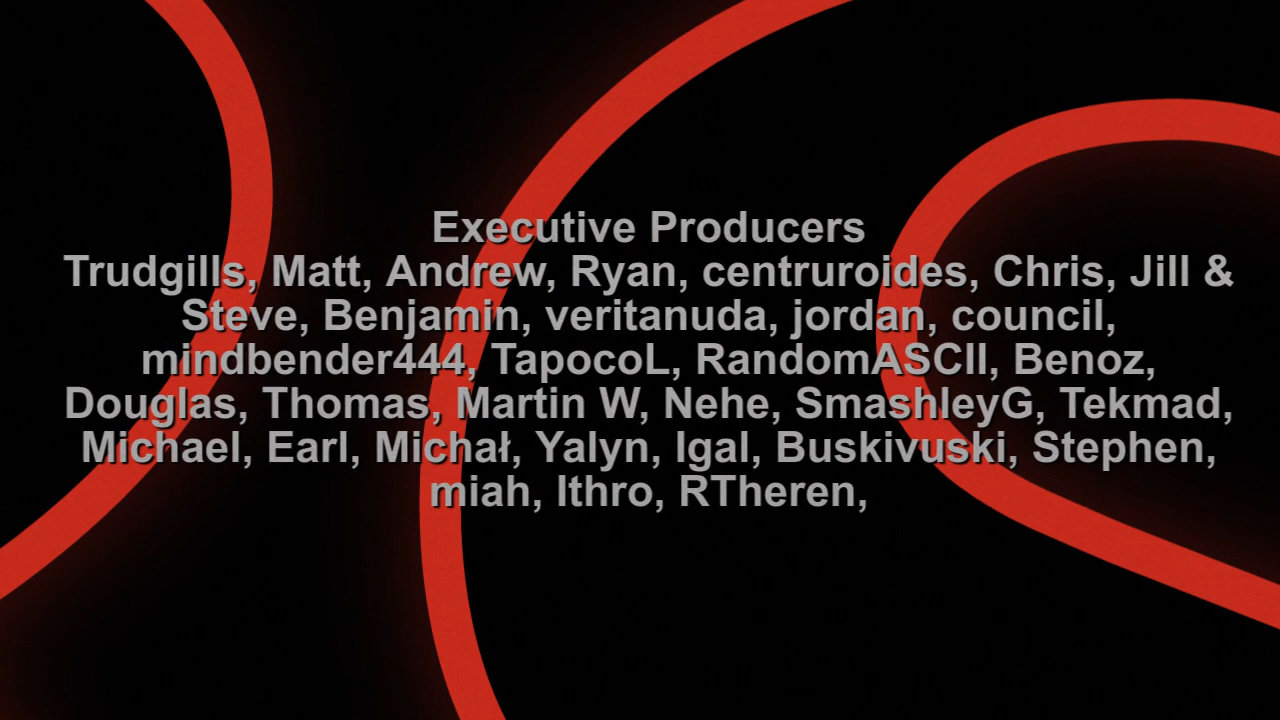 Executive Producers
Trudgills, Matt, Andrew, Ryan, centruroides, Chris, Jill &
Steve, Benjamin, veritanuda, jordan, council,
mindbender444, TapocoL, RandomASCII, Benoz,
Douglas, Thomas, Martin W, Nehe, SmashleyG, Tekmad,
Michael, Earl, Michał, Yalyn, Igal, Buskivuski, Stephen,
miah, Ithro, RTheren,